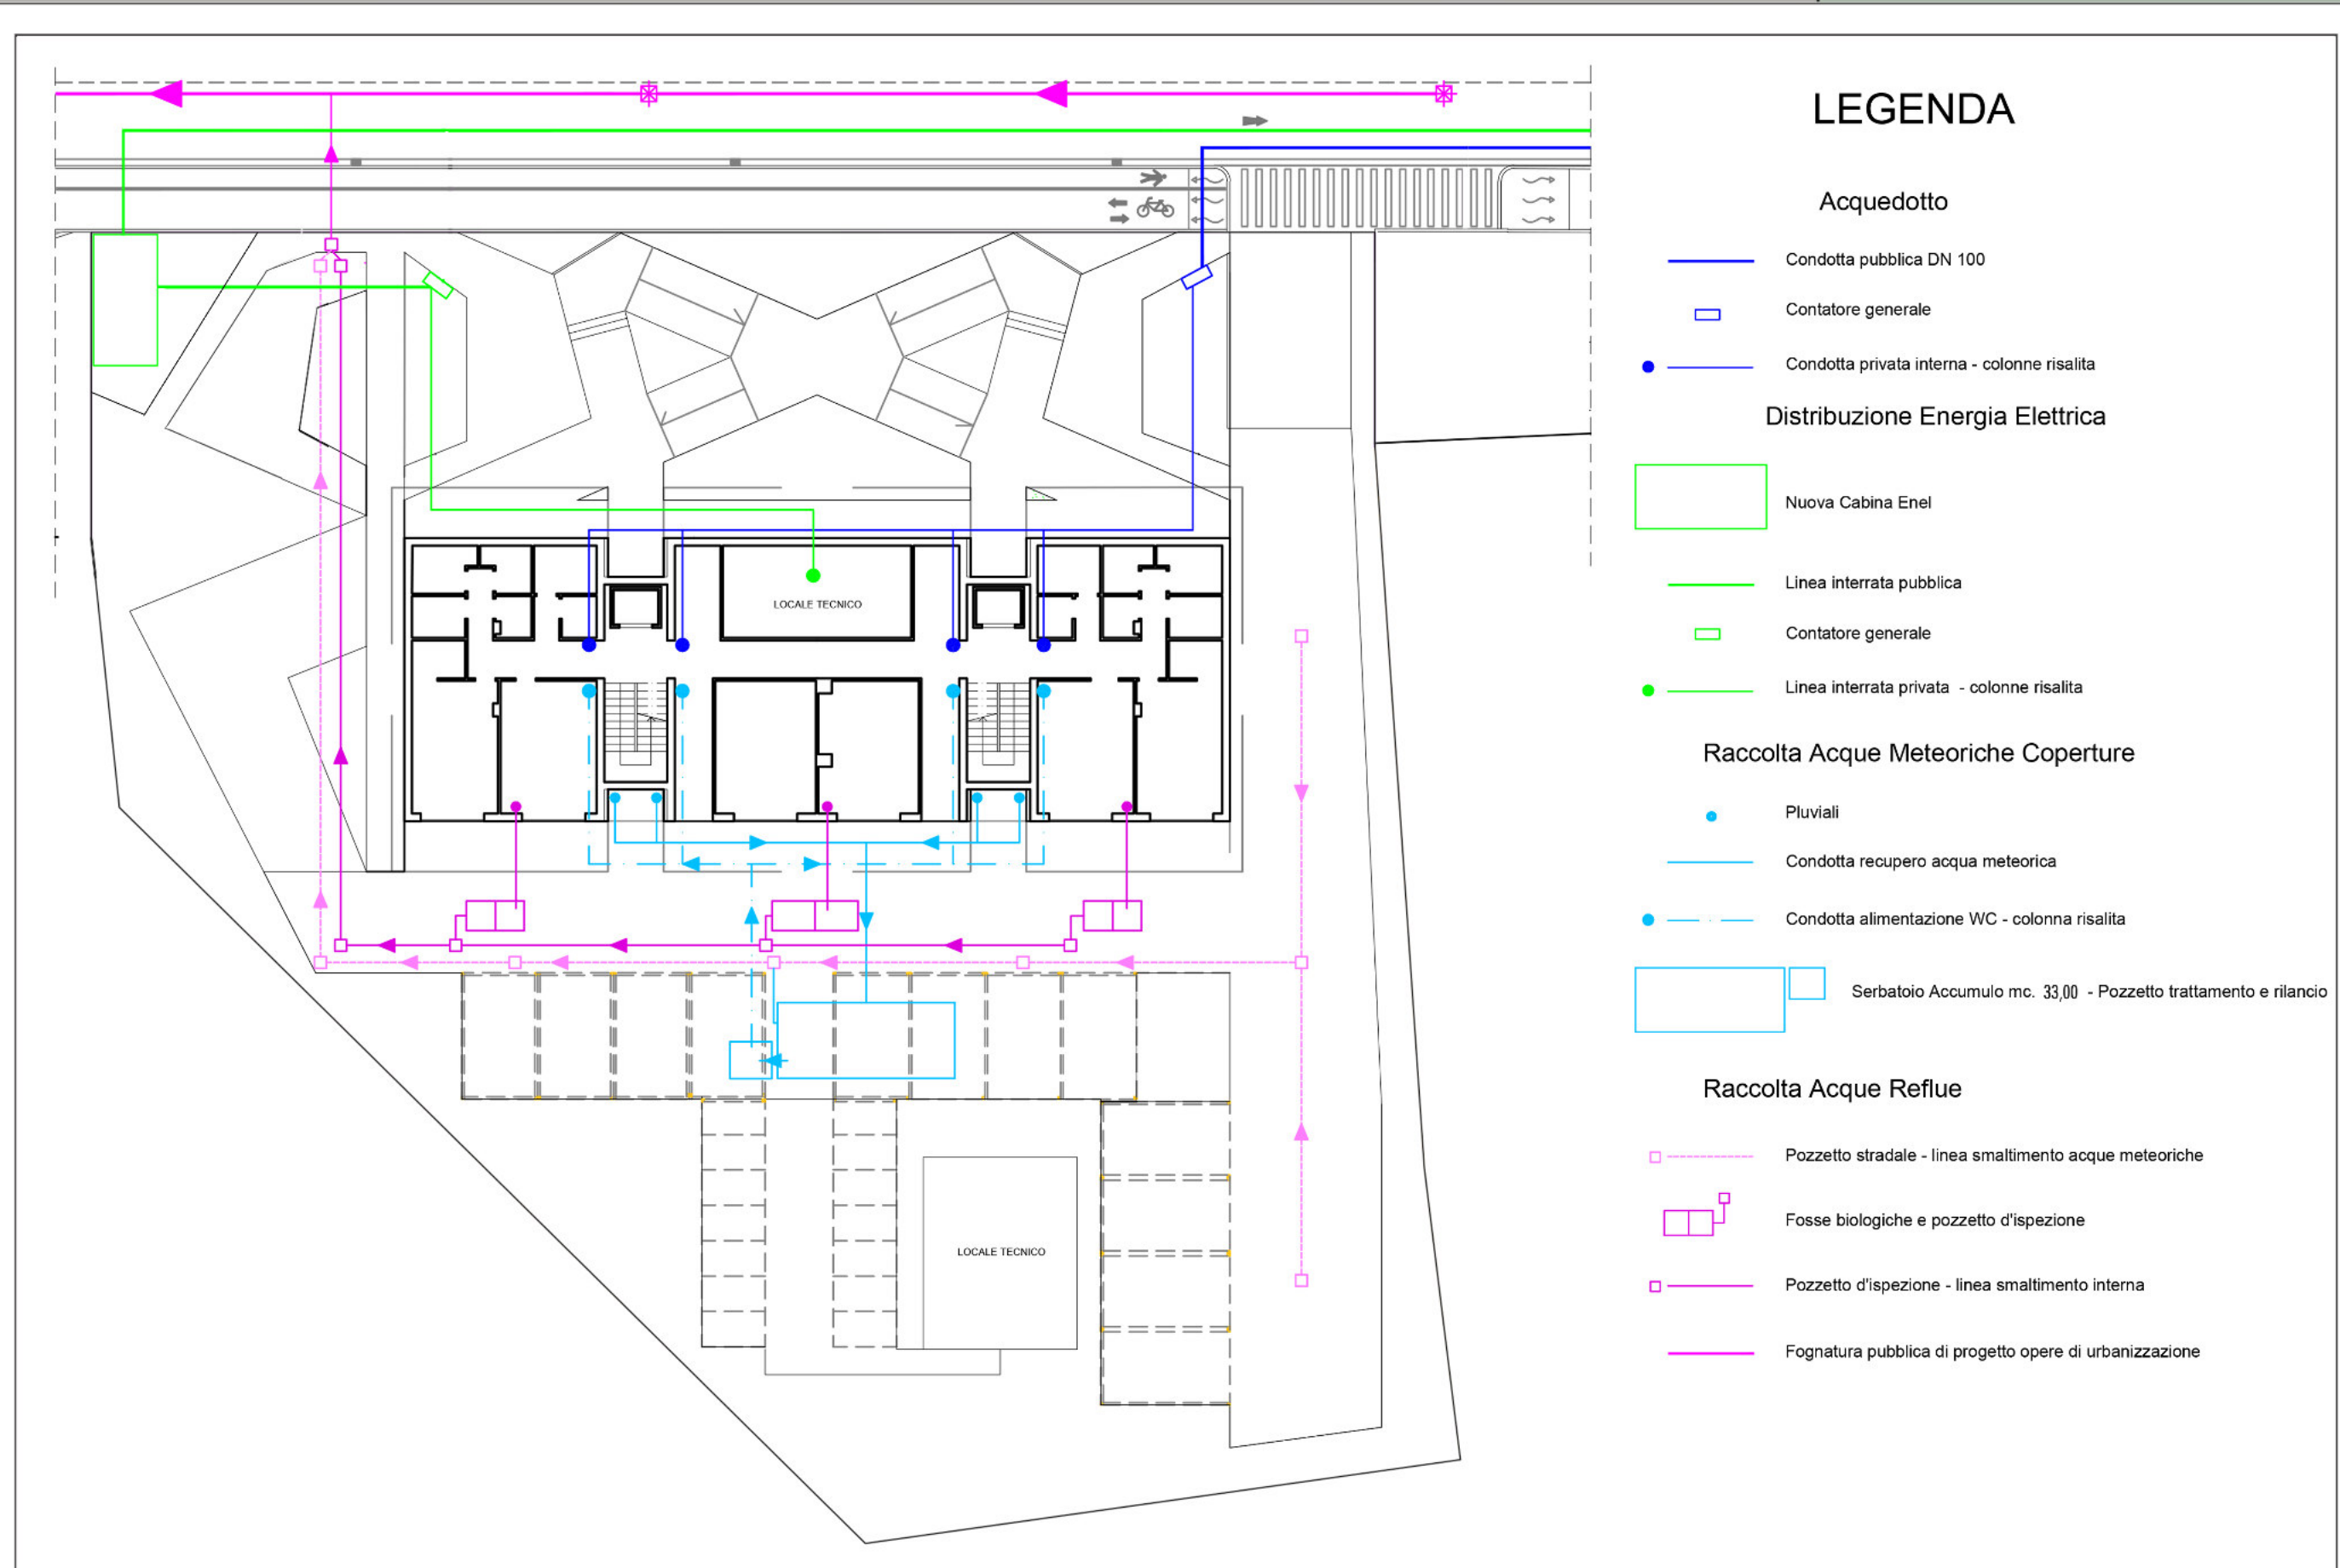 LEGENDA
Acquedotto
Condotta pubblica DN 100
Contatore generale
Condotta privata interna - colonne risalita
Distribuzione Energia Elettrica
Nuova Cabina Enel
Linea interrata pubblica
Contatore generale
Linea interrata privata - colonne risalita
Raccolta Acque Meteoriche Coperture
Pluviali
Condotta recupero acqua meteorica
Condotta alimentazione WC - colonna risalita
Serbatoio Accumulo mc. 33,00 - Pozzetto trattamento e rilancio
Raccolta Acque Reflue
Pozzetto stradale - linea smaltimento acque meteoriche
Fosse biologiche e pozzetto d'ispezione
Pozzetto d'ispezione - linea smaltimento interna
Fognatura pubblica di progetto opere di urbanizzazione
LOCALE TECNICO
LOCALE TECNICO